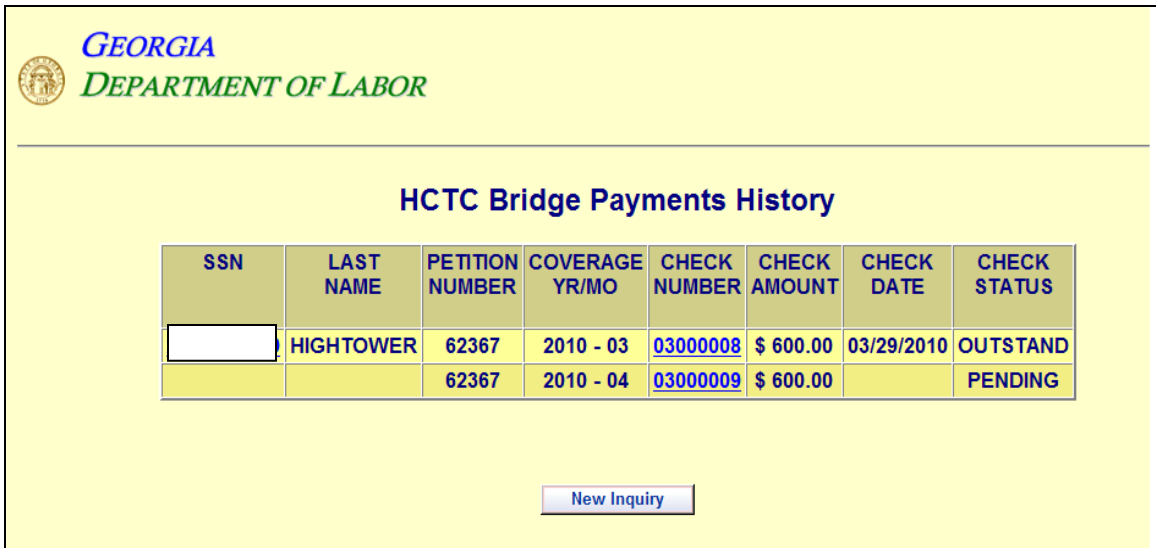 GEORGIA
DEPARTMENT OF LABOR
HCTC Bridge Payments History
SSN LAST NAME PETITION NUMBER COVERAGE YR/MO CHECK NUMBER CHECK AMOUNT CHECK DATE CHECK STATUS
HIGHTOWER 62367 2010 - 03 03000008 $ 600.00 03/29/2010 OUTSTAND
62367 2010 - 04 03000009 $ 600.00 PENDING
New Inquiry